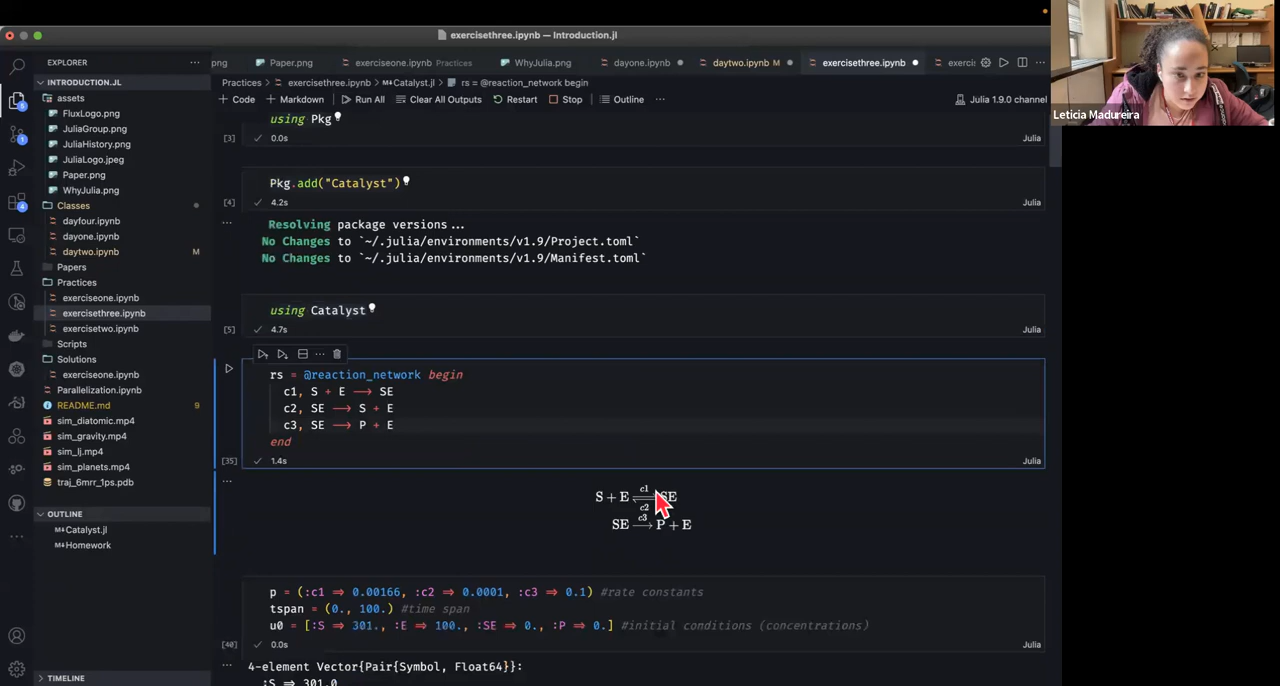 exercisethree.ipynb — Introduction.jl
EXPLORER
png
Paper.png
exerciseone.ipynb Practices
WhyJulia.png
dayone.ipynb
daytwo.ipynb M
exercisethree.ipynb
exerci
INTRODUCTION.JL
Practices > exercisethree.ipynb > M↓Catalyst.jl > rs = @reaction_network begin
+ Code
+ Markdown
Run All
Clear All Outputs
Restart
Stop
Outline
Julia 1.9.0 channel
Leticia Madureira
assets
FluxLogo.png
JuliaGroup.png
JuliaHistory.png
JuliaLogo.jpeg
Paper.png
WhyJulia.png
Classes
dayfour.ipynb
dayone.ipynb
daytwo.ipynb M
Papers
Practices
exerciseone.ipynb
exercisethree.ipynb
exercisetwo.ipynb
Scripts
Solutions
exerciseone.ipynb
Parallelization.ipynb
README.md 9
sim_diatomic.mp4
sim_gravity.mp4
sim_lj.mp4
sim_planets.mp4
traj_6mrr_1ps.pdb
OUTLINE
M↓Catalyst.jl
M↓Homework
TIMELINE
using Pkg
[3] 0.0s Julia
Pkg.add("Catalyst")
[4] 4.2s Julia
Resolving package versions...
No Changes to `~/.julia/environments/v1.9/Project.toml`
No Changes to `~/.julia/environments/v1.9/Manifest.toml`
using Catalyst
[5] 4.7s Julia
rs = @reaction_network begin
c1, S + E --> SE
c2, SE --> S + E
c3, SE --> P + E
end
[35] 1.4s Julia
S + E ⇌ SE
c1
c2
SE → P + E
c3
p = (:c1 => 0.00166, :c2 => 0.0001, :c3 => 0.1) #rate constants
tspan = (0., 100.) #time span
u0 = [:S => 301., :E => 100., :SE => 0., :P => 0.] #initial conditions (concentrations)
[40] 0.0s Julia
4-element Vector{Pair{Symbol, Float64}}:
:S => 301.0